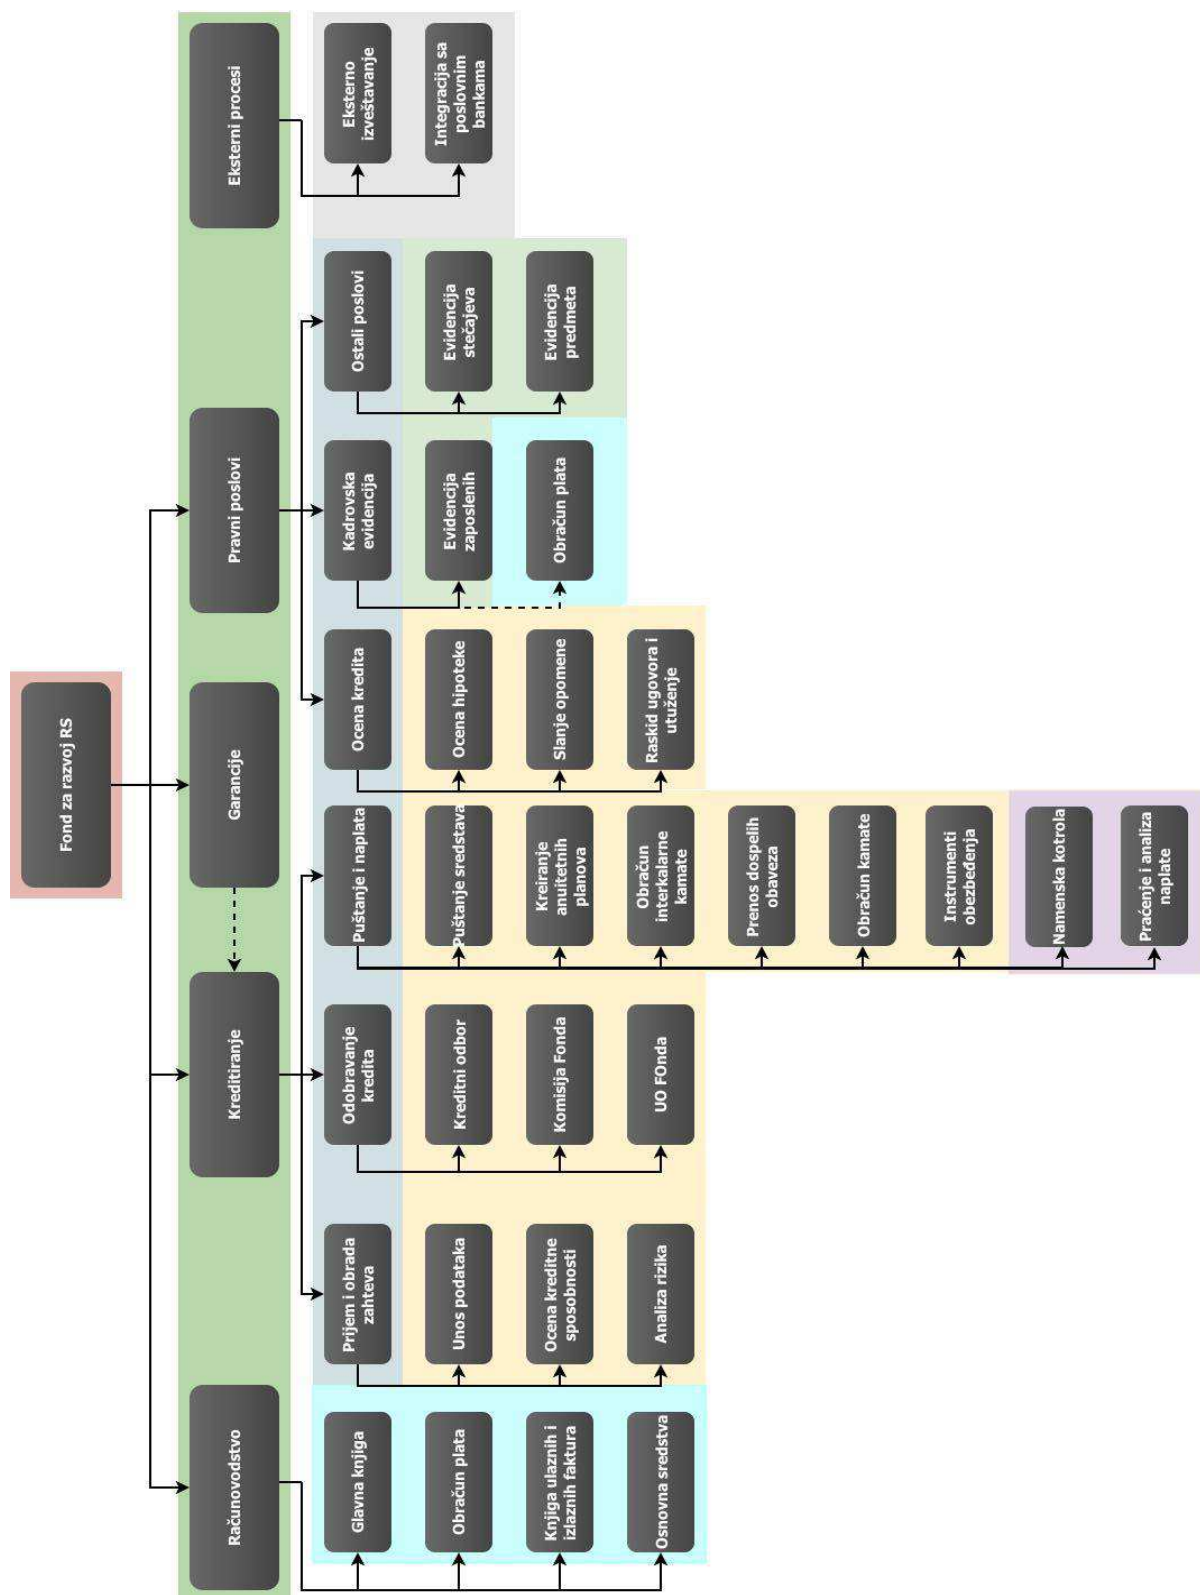 Fond za razvoj RS
Računovodstvo
Kreditiranje
Garancije
Pravni poslovi
Eksterni procesi
Glavna knjiga
Obračun plata
Knjiga ulaznih i
izlaznih faktura
Osnovna sredstva
Prijem i obrada
zahteva
Unos podataka
Ocena kreditne
sposobnosti
Analiza rizika
Odobravanje
kredita
Kreditni odbor
Komisija Fonda
UO FOnda
Puštanje i naplata
Puštanje sredstava
Kreiranje
anuitetnih
planova
Obračun
interkalarne
kamate
Prenos dospelih
obaveza
Obračun kamate
Instrumenti
obezbeđenja
Namenska kotrola
Praćenje i analiza
naplate
Ocena kredita
Ocena hipoteke
Slanje opomene
Raskid ugovora i
utuženje
Kadrovska
evidencija
Evidencija
zaposlenih
Obračun plata
Ostali poslovi
Evidencija
stečajeva
Evidencija
predmeta
Eksterno
izveštavanje
Integracija sa
poslovnim
bankama